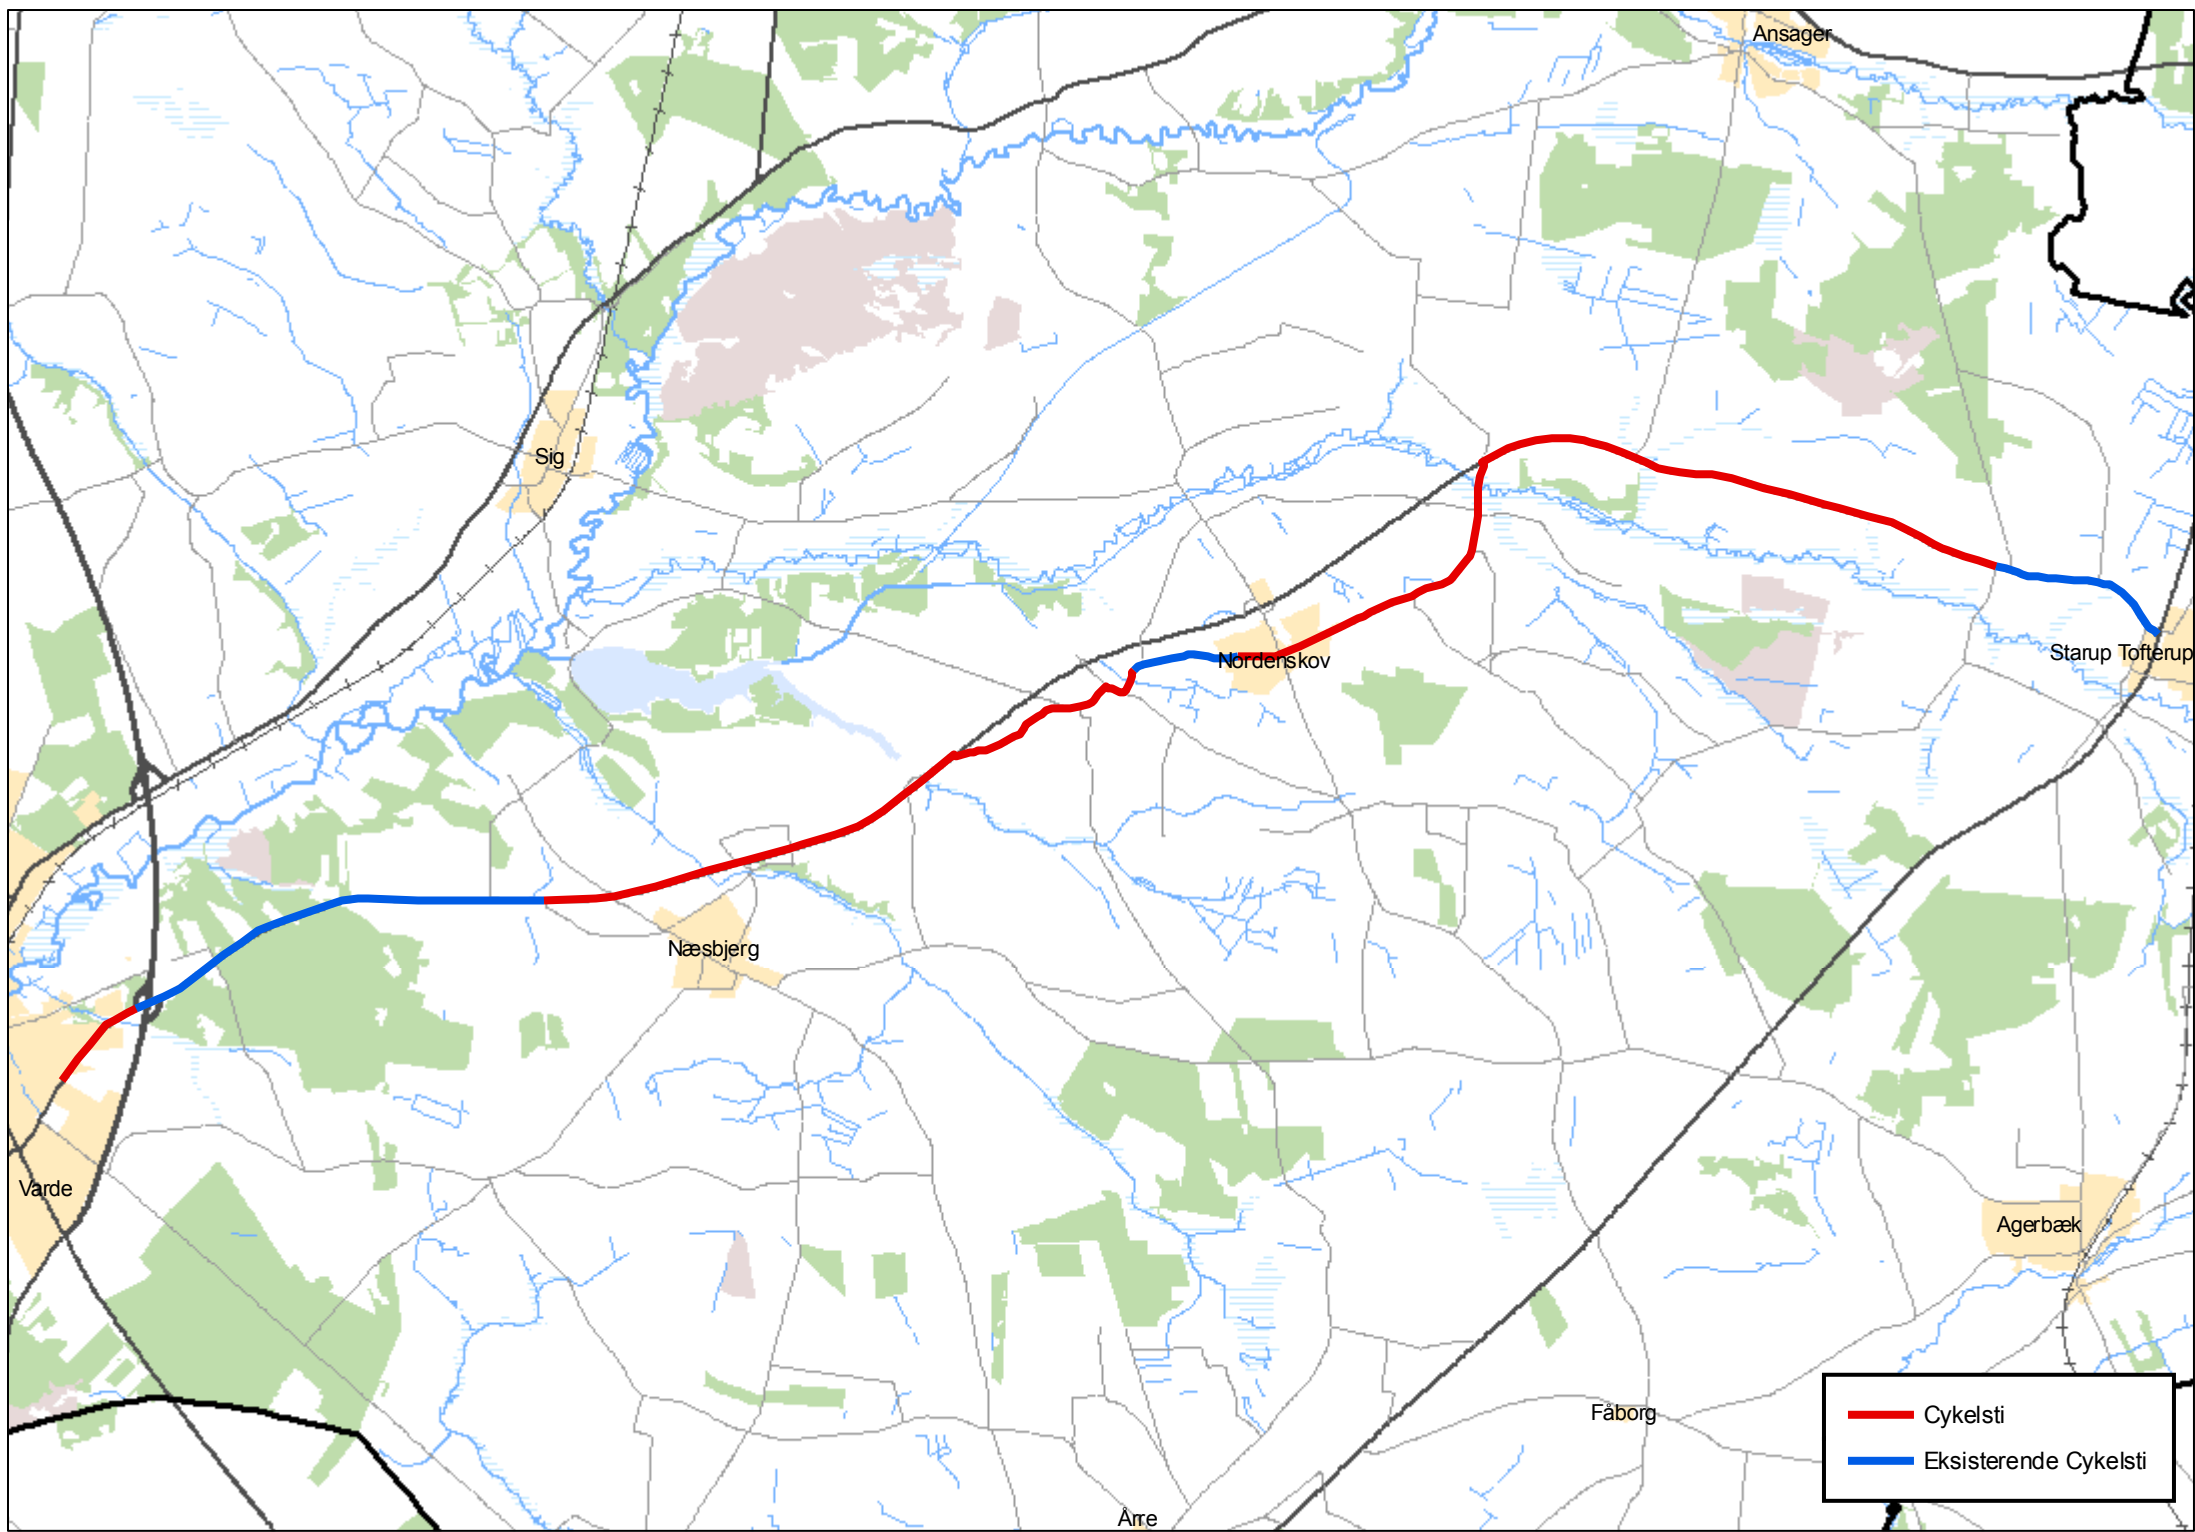 Ansager
Sig
Nordenskov
Starup Tofterup
Næsbjerg
Varde
Agerbæk
Fåborg
Årre
Cykelsti
Eksisterende Cykelsti